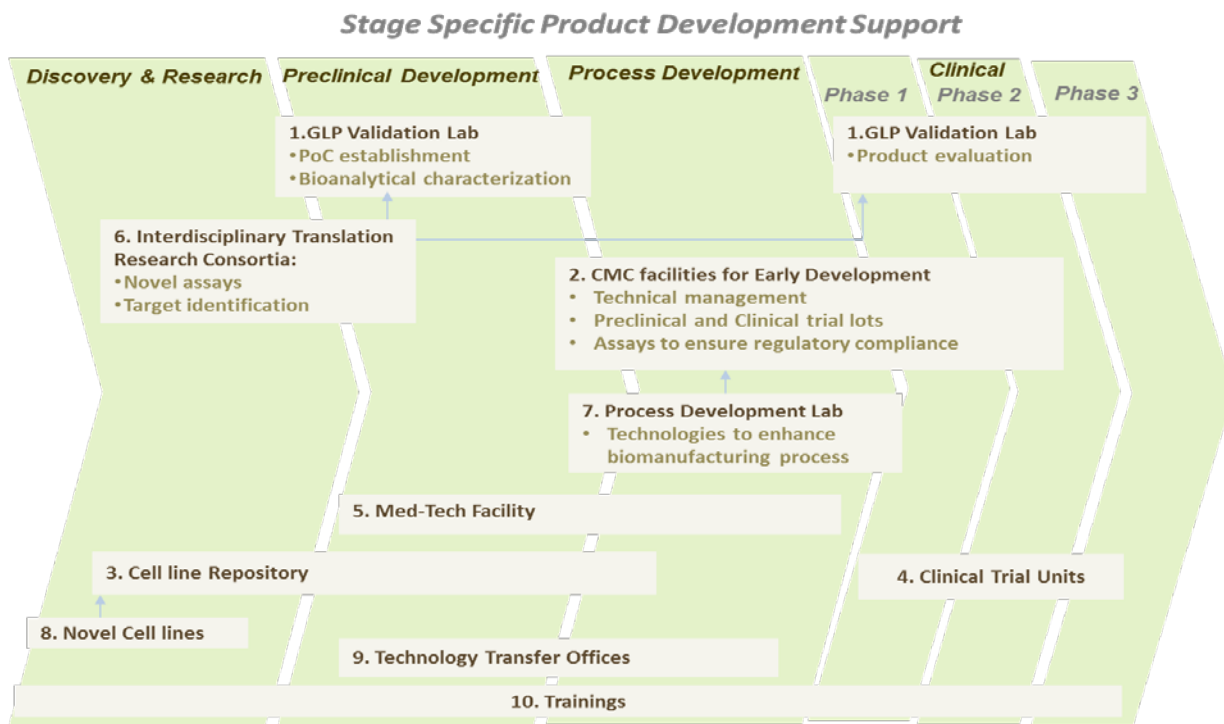 Stage Specific Product Development Support
Discovery & Research
Preclinical Development
Process Development
Clinical
Phase 1
Phase 2
Phase 3
1.GLP Validation Lab
•PoC establishment
•Bioanalytical characterization
1.GLP Validation Lab
•Product evaluation
6. Interdisciplinary Translation
Research Consortia:
•Novel assays
•Target identification
2. CMC facilities for Early Development
• Technical management
• Preclinical and Clinical trial lots
• Assays to ensure regulatory compliance
7. Process Development Lab
• Technologies to enhance
biomanufacturing process
5. Med-Tech Facility
3. Cell line Repository
4. Clinical Trial Units
8. Novel Cell lines
9. Technology Transfer Offices
10. Trainings